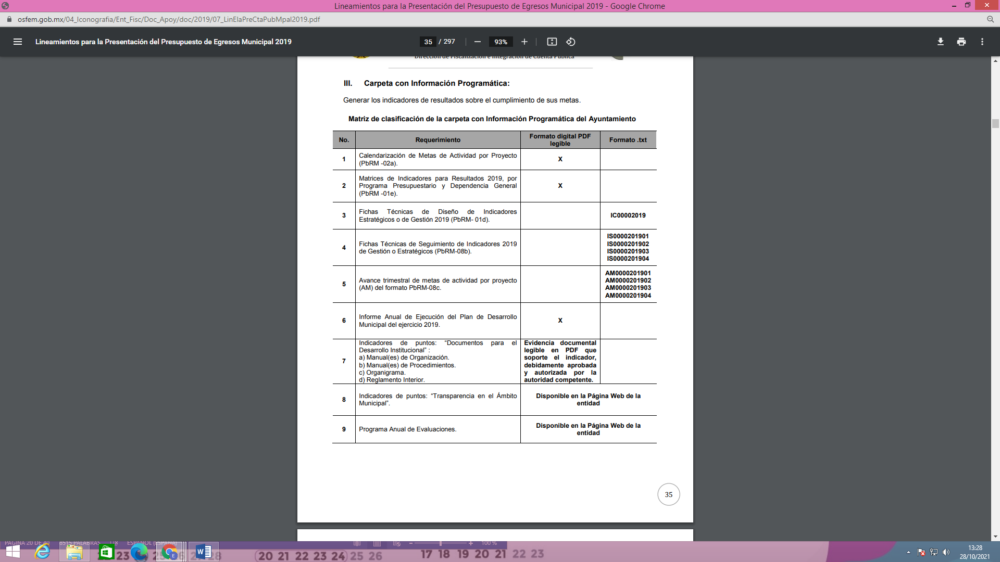 Lineamientos para la Presentación del Presupuesto de Egresos Municipal 2019 - Google Chrome
osfem.gob.mx/04_Iconografia/Ent_Fisc/Doc_Apoy/doc/2019/07_LinElaPreCtaPubMpal2019.pdf
Lineamientos para la Presentación del Presupuesto de Egresos Municipal 2019
35 / 297
93%
Dirección de Fiscalización e Integración de Cuenta Pública
III. Carpeta con Información Programática:
Generar los indicadores de resultados sobre el cumplimiento de sus metas.
Matriz de clasificación de la carpeta con Información Programática del Ayuntamiento
No.
Requerimiento
Formato digital PDF
legible
Formato .txt
1
Calendarización de Metas de Actividad por Proyecto
(PbRM -02a).
X
2
Matrices de Indicadores para Resultados 2019, por
Programa Presupuestario y Dependencia General
(PbRM -01e).
X
3
Fichas Técnicas de Diseño de Indicadores
Estratégicos o de Gestión 2019 (PbRM- 01d).
IC00002019
4
Fichas Técnicas de Seguimiento de Indicadores 2019
de Gestión o Estratégicos (PbRM-08b).
IS0000201901
IS0000201902
IS0000201903
IS0000201904
5
Avance trimestral de metas de actividad por proyecto
(AM) del formato PbRM-08c.
AM0000201901
AM0000201902
AM0000201903
AM0000201904
6
Informe Anual de Ejecución del Plan de Desarrollo
Municipal del ejercicio 2019.
X
7
Indicadores de puntos: “Documentos para el
Desarrollo Institucional” :
a) Manual(es) de Organización.
b) Manual(es) de Procedimientos.
c) Organigrama.
d) Reglamento Interior.
Evidencia documental
legible en PDF que
soporte el indicador,
debidamente aprobada
y autorizada por la
autoridad competente.
8
Indicadores de puntos: “Transparencia en el Ámbito
Municipal”.
Disponible en la Página Web de la
entidad
9
Programa Anual de Evaluaciones.
Disponible en la Página Web de la
entidad
35
PÁGINA 20 DE 40 8515 PALABRAS ESPAÑOL (ESPAÑA)
100 %
23 28 20 21 22 23 24 25 26 17 18 19 20 21 22 23
13:28
28/10/2021